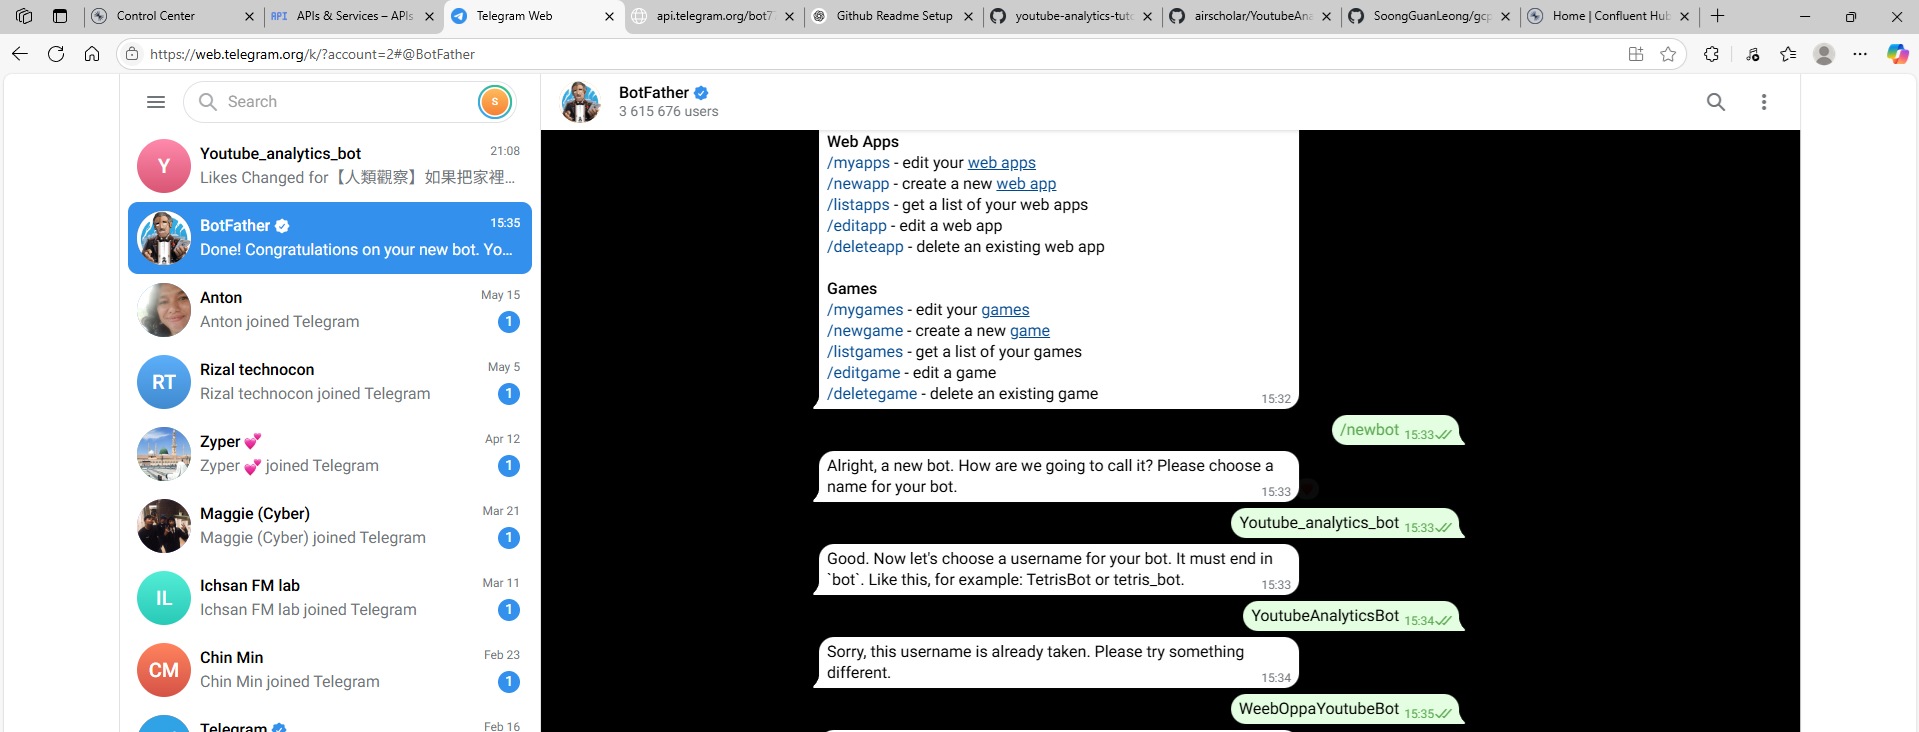 Control Center
APIs & Services – APIs
Telegram Web
api.telegram.org/bot7
Github Readme Setup
youtube-analytics-tuto
airscholar/YoutubeAna
SoongGuanLeong/gcp
Home | Confluent Hub
https://web.telegram.org/k/?account=2#@BotFather
Search
S
Y
Youtube_analytics_bot
21:08
Likes Changed for【人類觀察】如果把家裡...
BotFather
15:35
Done! Congratulations on your new bot. Yo...
Anton
May 15
Anton joined Telegram
1
RT
Rizal technocon
May 5
Rizal technocon joined Telegram
1
Zyper 💕
Apr 12
Zyper 💕 joined Telegram
1
Maggie (Cyber)
Mar 21
Maggie (Cyber) joined Telegram
1
IL
Ichsan FM lab
Mar 11
Ichsan FM lab joined Telegram
1
CM
Chin Min
Feb 23
Chin Min joined Telegram
1
Telegram
Feb 16
BotFather
3 615 676 users
Web Apps
/myapps - edit your web apps
/newapp - create a new web app
/listapps - get a list of your web apps
/editapp - edit a web app
/deleteapp - delete an existing web app
Games
/mygames - edit your games
/newgame - create a new game
/listgames - get a list of your games
/editgame - edit a game
/deletegame - delete an existing game
15:32
/newbot 15:33
Alright, a new bot. How are we going to call it? Please choose a
name for your bot.
15:33
Youtube_analytics_bot 15:33
Good. Now let's choose a username for your bot. It must end in
`bot`. Like this, for example: TetrisBot or tetris_bot.
15:33
YoutubeAnalyticsBot 15:34
Sorry, this username is already taken. Please try something
different.
15:34
WeebOppaYoutubeBot 15:35